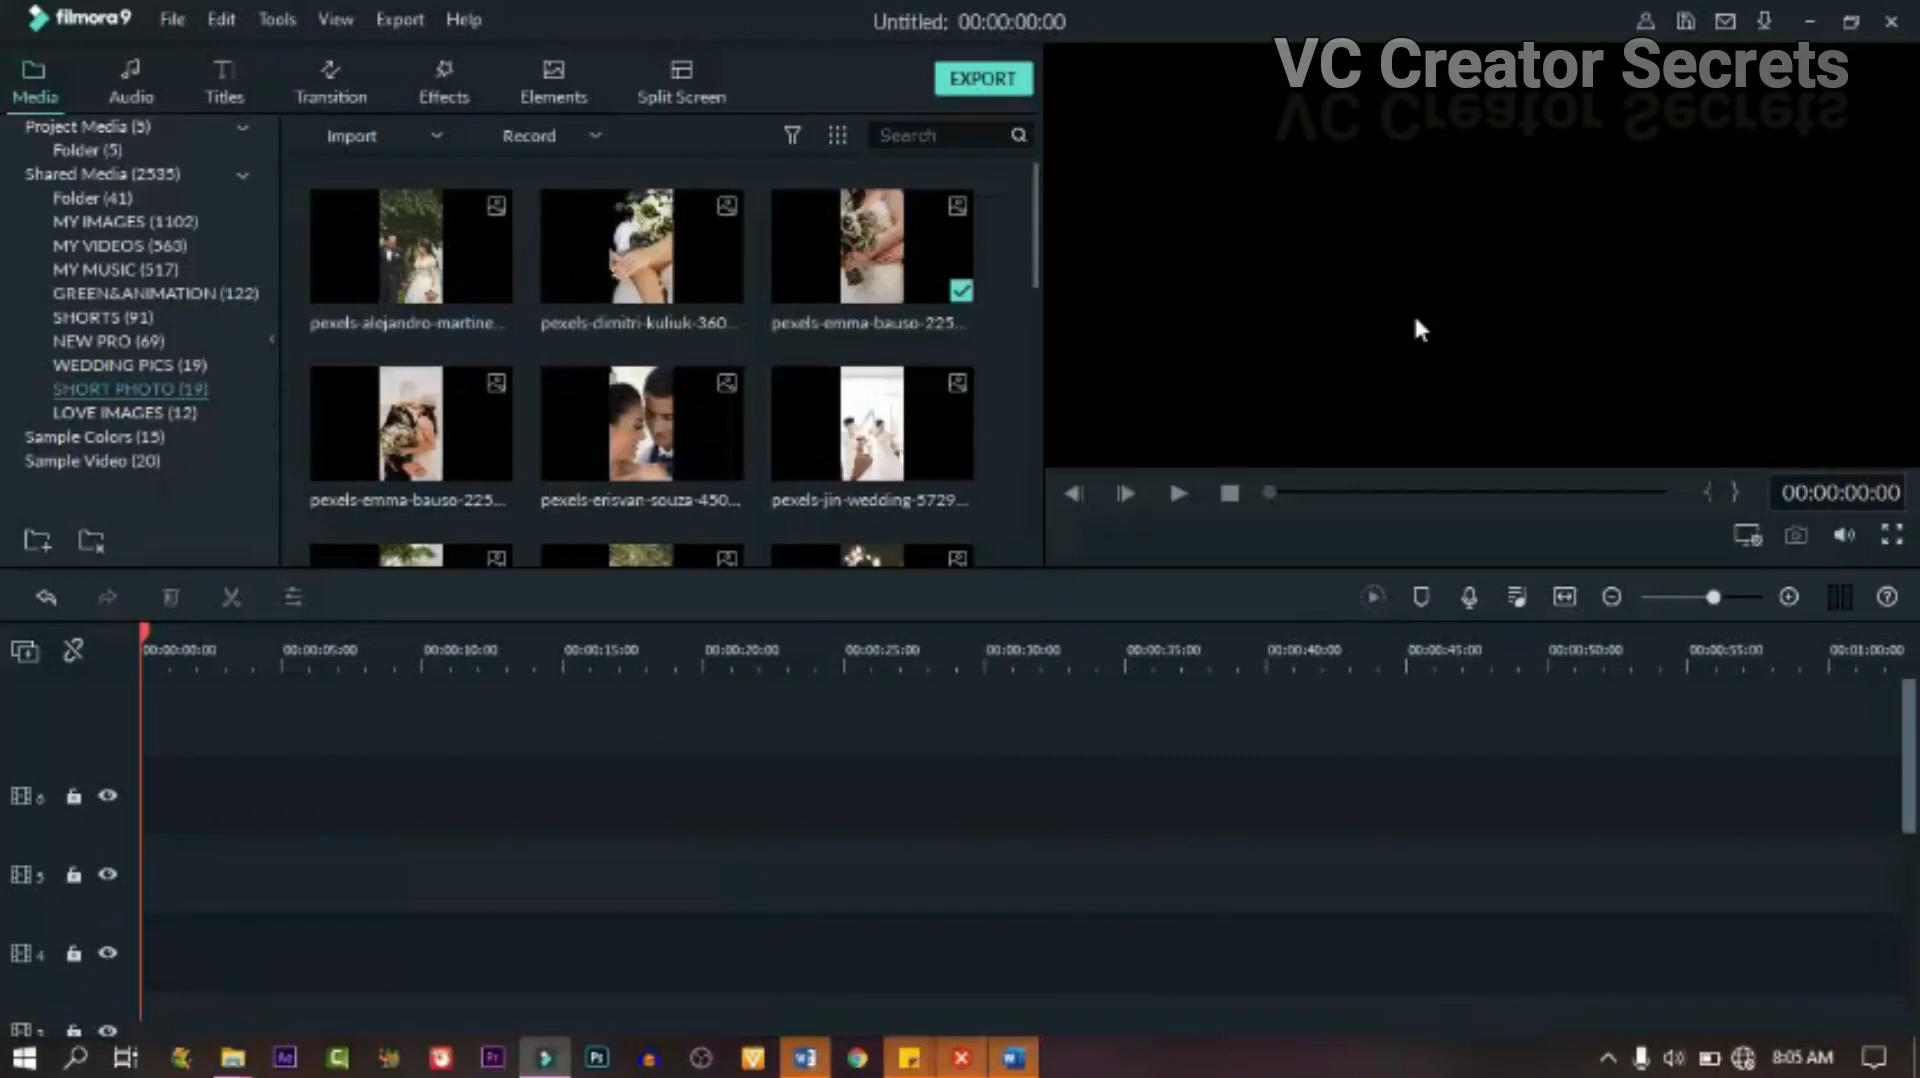 filmora9 File Edit Tools View Export Help Untitled: 00:00:00:00
VC Creator Secrets
Media Audio Titles Transition Effects Elements Split Screen EXPORT
Project Media (5)
Folder (5)
Shared Media (2535)
Folder (41)
MY IMAGES (1102)
MY VIDEOS (563)
MY MUSIC (517)
GREEN&ANIMATION (122)
SHORTS (91)
NEW PRO (69)
WEDDING PICS (19)
SHORT PHOTO (19)
LOVE IMAGES (12)
Sample Colors (15)
Sample Video (20)
Import Record Search
pexels-alejandro-martine... pexels-dimitri-kuliuk-360... pexels-emma-bauso-225...
pexels-emma-bauso-225... pexels-erisvan-souza-450... pexels-jin-wedding-5729...
00:00:00:00
00:00:00:00 00:00:05:00 00:00:10:00 00:00:15:00 00:00:20:00 00:00:25:00 00:00:30:00 00:00:35:00 00:00:40:00 00:00:45:00 00:00:50:00 00:00:55:00 00:01:00:00
6
5
4
Ae Pr Ps W W 8:05 AM